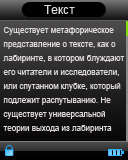 Текст
Существует метафорическое
представление о тексте, как о
лабиринте, в котором блуждают
его читатели и исследователи,
или спутанном клубке, который
подлежит распутыванию. Не
существует универсальной
теории выхода из лабиринта